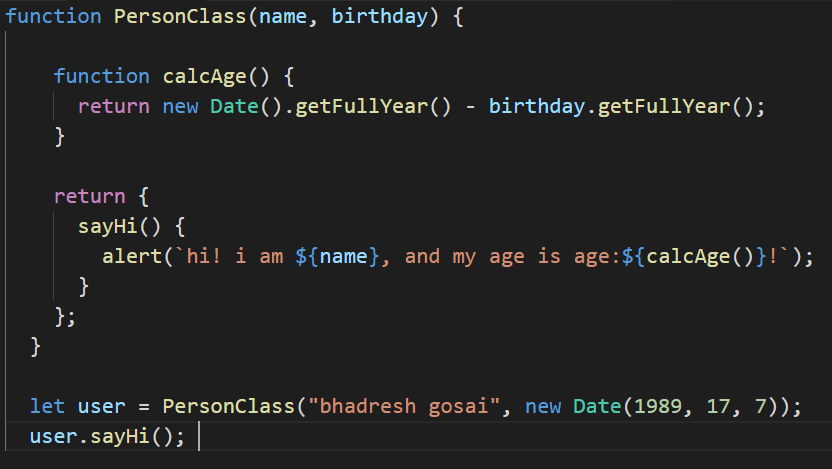 function PersonClass(name, birthday) {
function calcAge() {
return new Date().getFullYear() - birthday.getFullYear();
}
return {
sayHi() {
alert(`hi! i am ${name}, and my age is age:${calcAge()}!`);
}
};
}
let user = PersonClass("bhadresh gosai", new Date(1989, 17, 7));
user.sayHi();